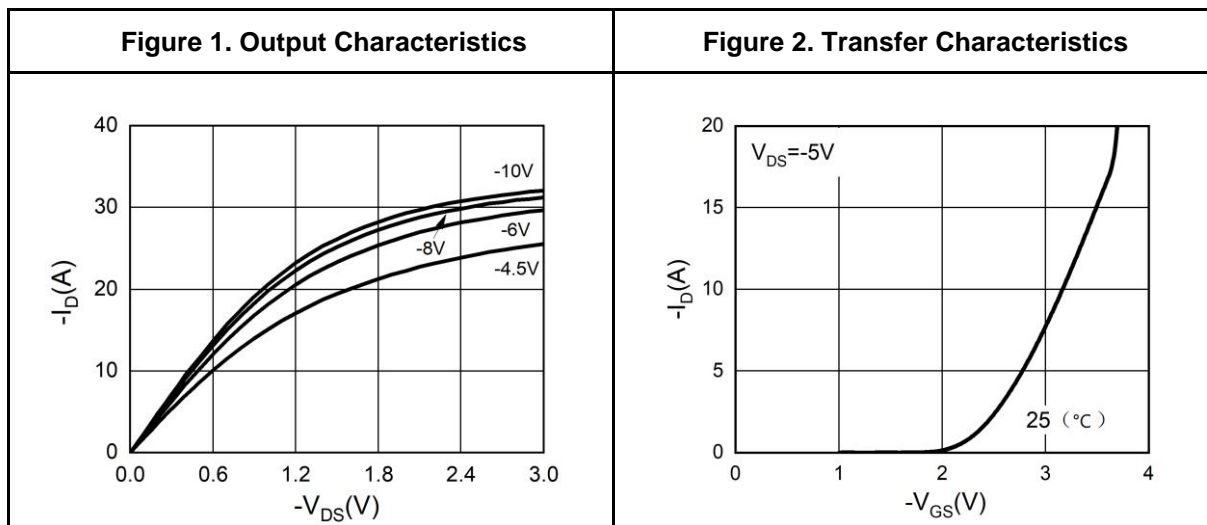 Figure 1. Output Characteristics
40
30
20
10
0
0.0 0.6 1.2 1.8 2.4 3.0
-I_D(A)
-V_DS(V)
-10V
-8V
-6V
-4.5V
Figure 2. Transfer Characteristics
20
15
10
5
0
0 1 2 3 4
-I_D(A)
-V_GS(V)
V_DS=-5V
25（℃）